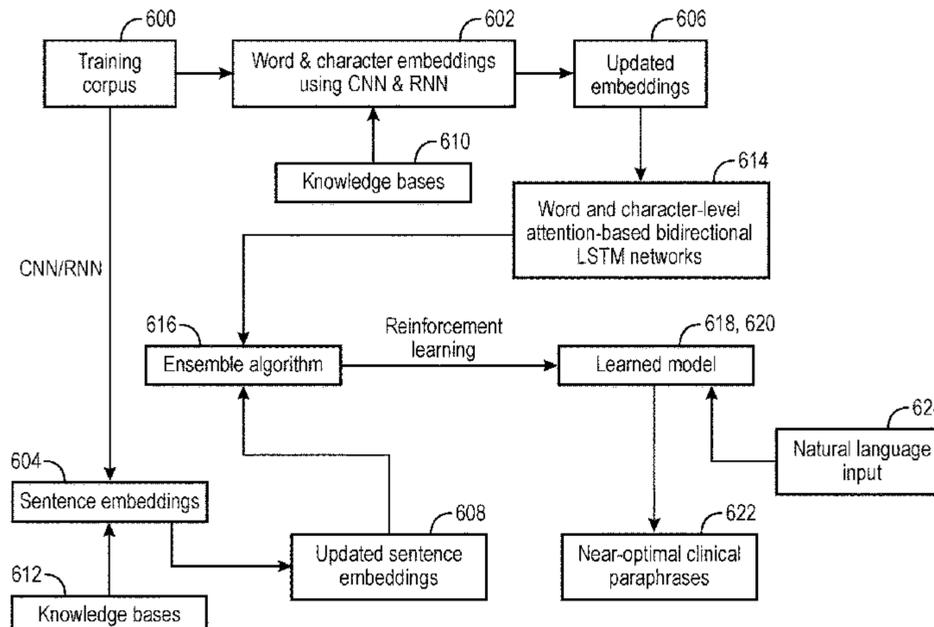 600
602
606
Training
corpus
Word & character embeddings
using CNN & RNN
Updated
embeddings
610
Knowledge bases
614
Word and character-level
attention-based bidirectional
LSTM networks
CNN/RNN
616
Ensemble algorithm
Reinforcement
learning
618, 620
Learned model
Natural language
input
604
Sentence embeddings
608
Updated sentence
embeddings
622
Near-optimal clinical
paraphrases
612
Knowledge bases